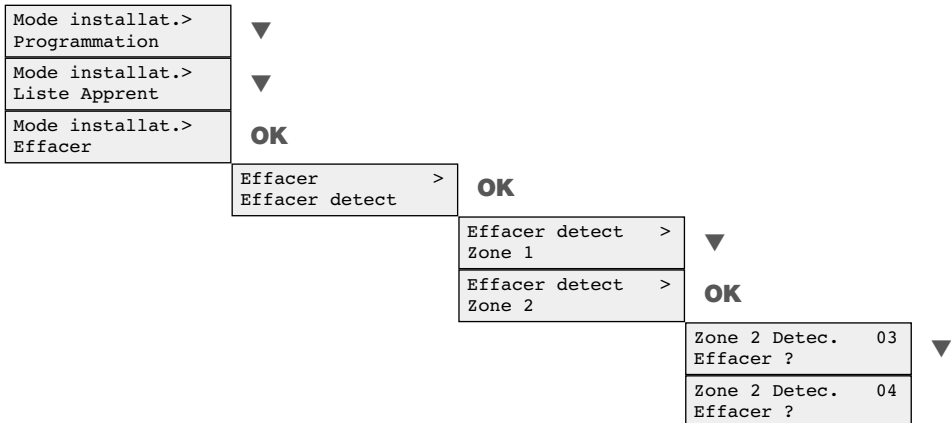 Mode installat.>
Programmation
▼
Mode installat.>
Liste Apprent
▼
Mode installat.>
Effacer
OK
Effacer >
Effacer detect
OK
Effacer detect >
Zone 1
▼
Effacer detect >
Zone 2
OK
Zone 2 Detec. 03
Effacer ?
▼
Zone 2 Detec. 04
Effacer ?